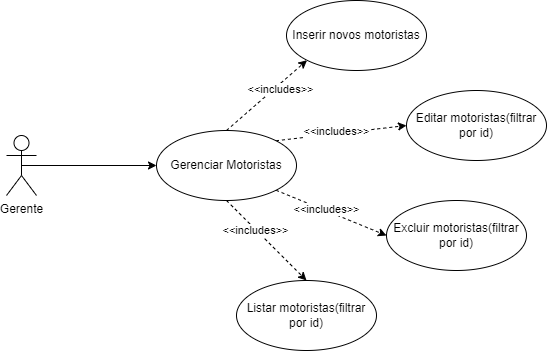 Inserir novos motoristas
<<includes>>
Editar motoristas(filtrar
por id)
<<includes>>
Gerenciar Motoristas
Gerente
<<includes>>
Excluir motoristas(filtrar
por id)
<<includes>>
Listar motoristas(filtrar
por id)